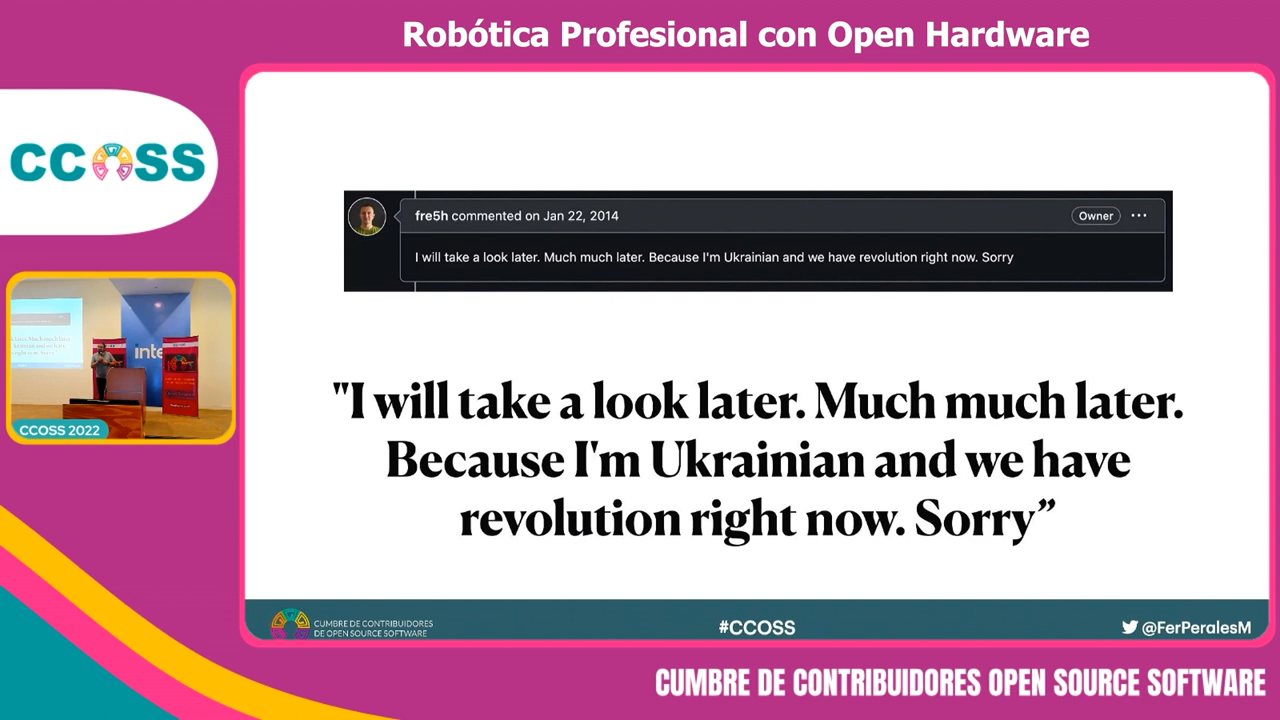 Robótica Profesional con Open Hardware
CCOSS
fre5h commented on Jan 22, 2014
Owner
I will take a look later. Much much later. Because I'm Ukrainian and we have revolution right now. Sorry
"I will take a look later. Much much later.
Because I'm Ukrainian and we have
revolution right now. Sorry”
inte
CCOSS 2022
CUMBRE DE CONTRIBUIDORES
DE OPEN SOURCE SOFTWARE
#CCOSS
@FerPeralesM
CUMBRE DE CONTRIBUIDORES OPEN SOURCE SOFTWARE